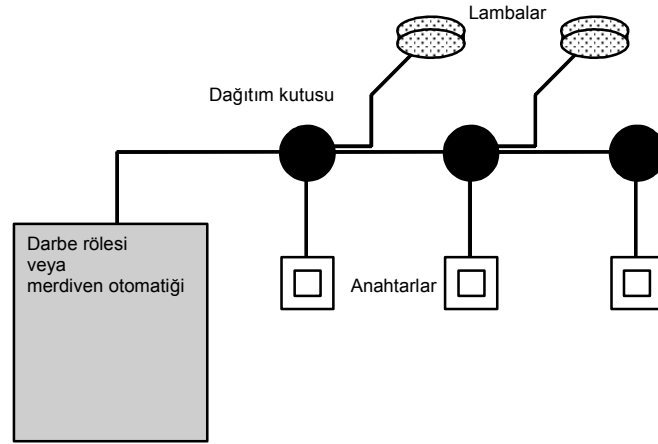 Lambalar
Dağıtım kutusu
Darbe rölesi
veya
merdiven otomatiği
Anahtarlar